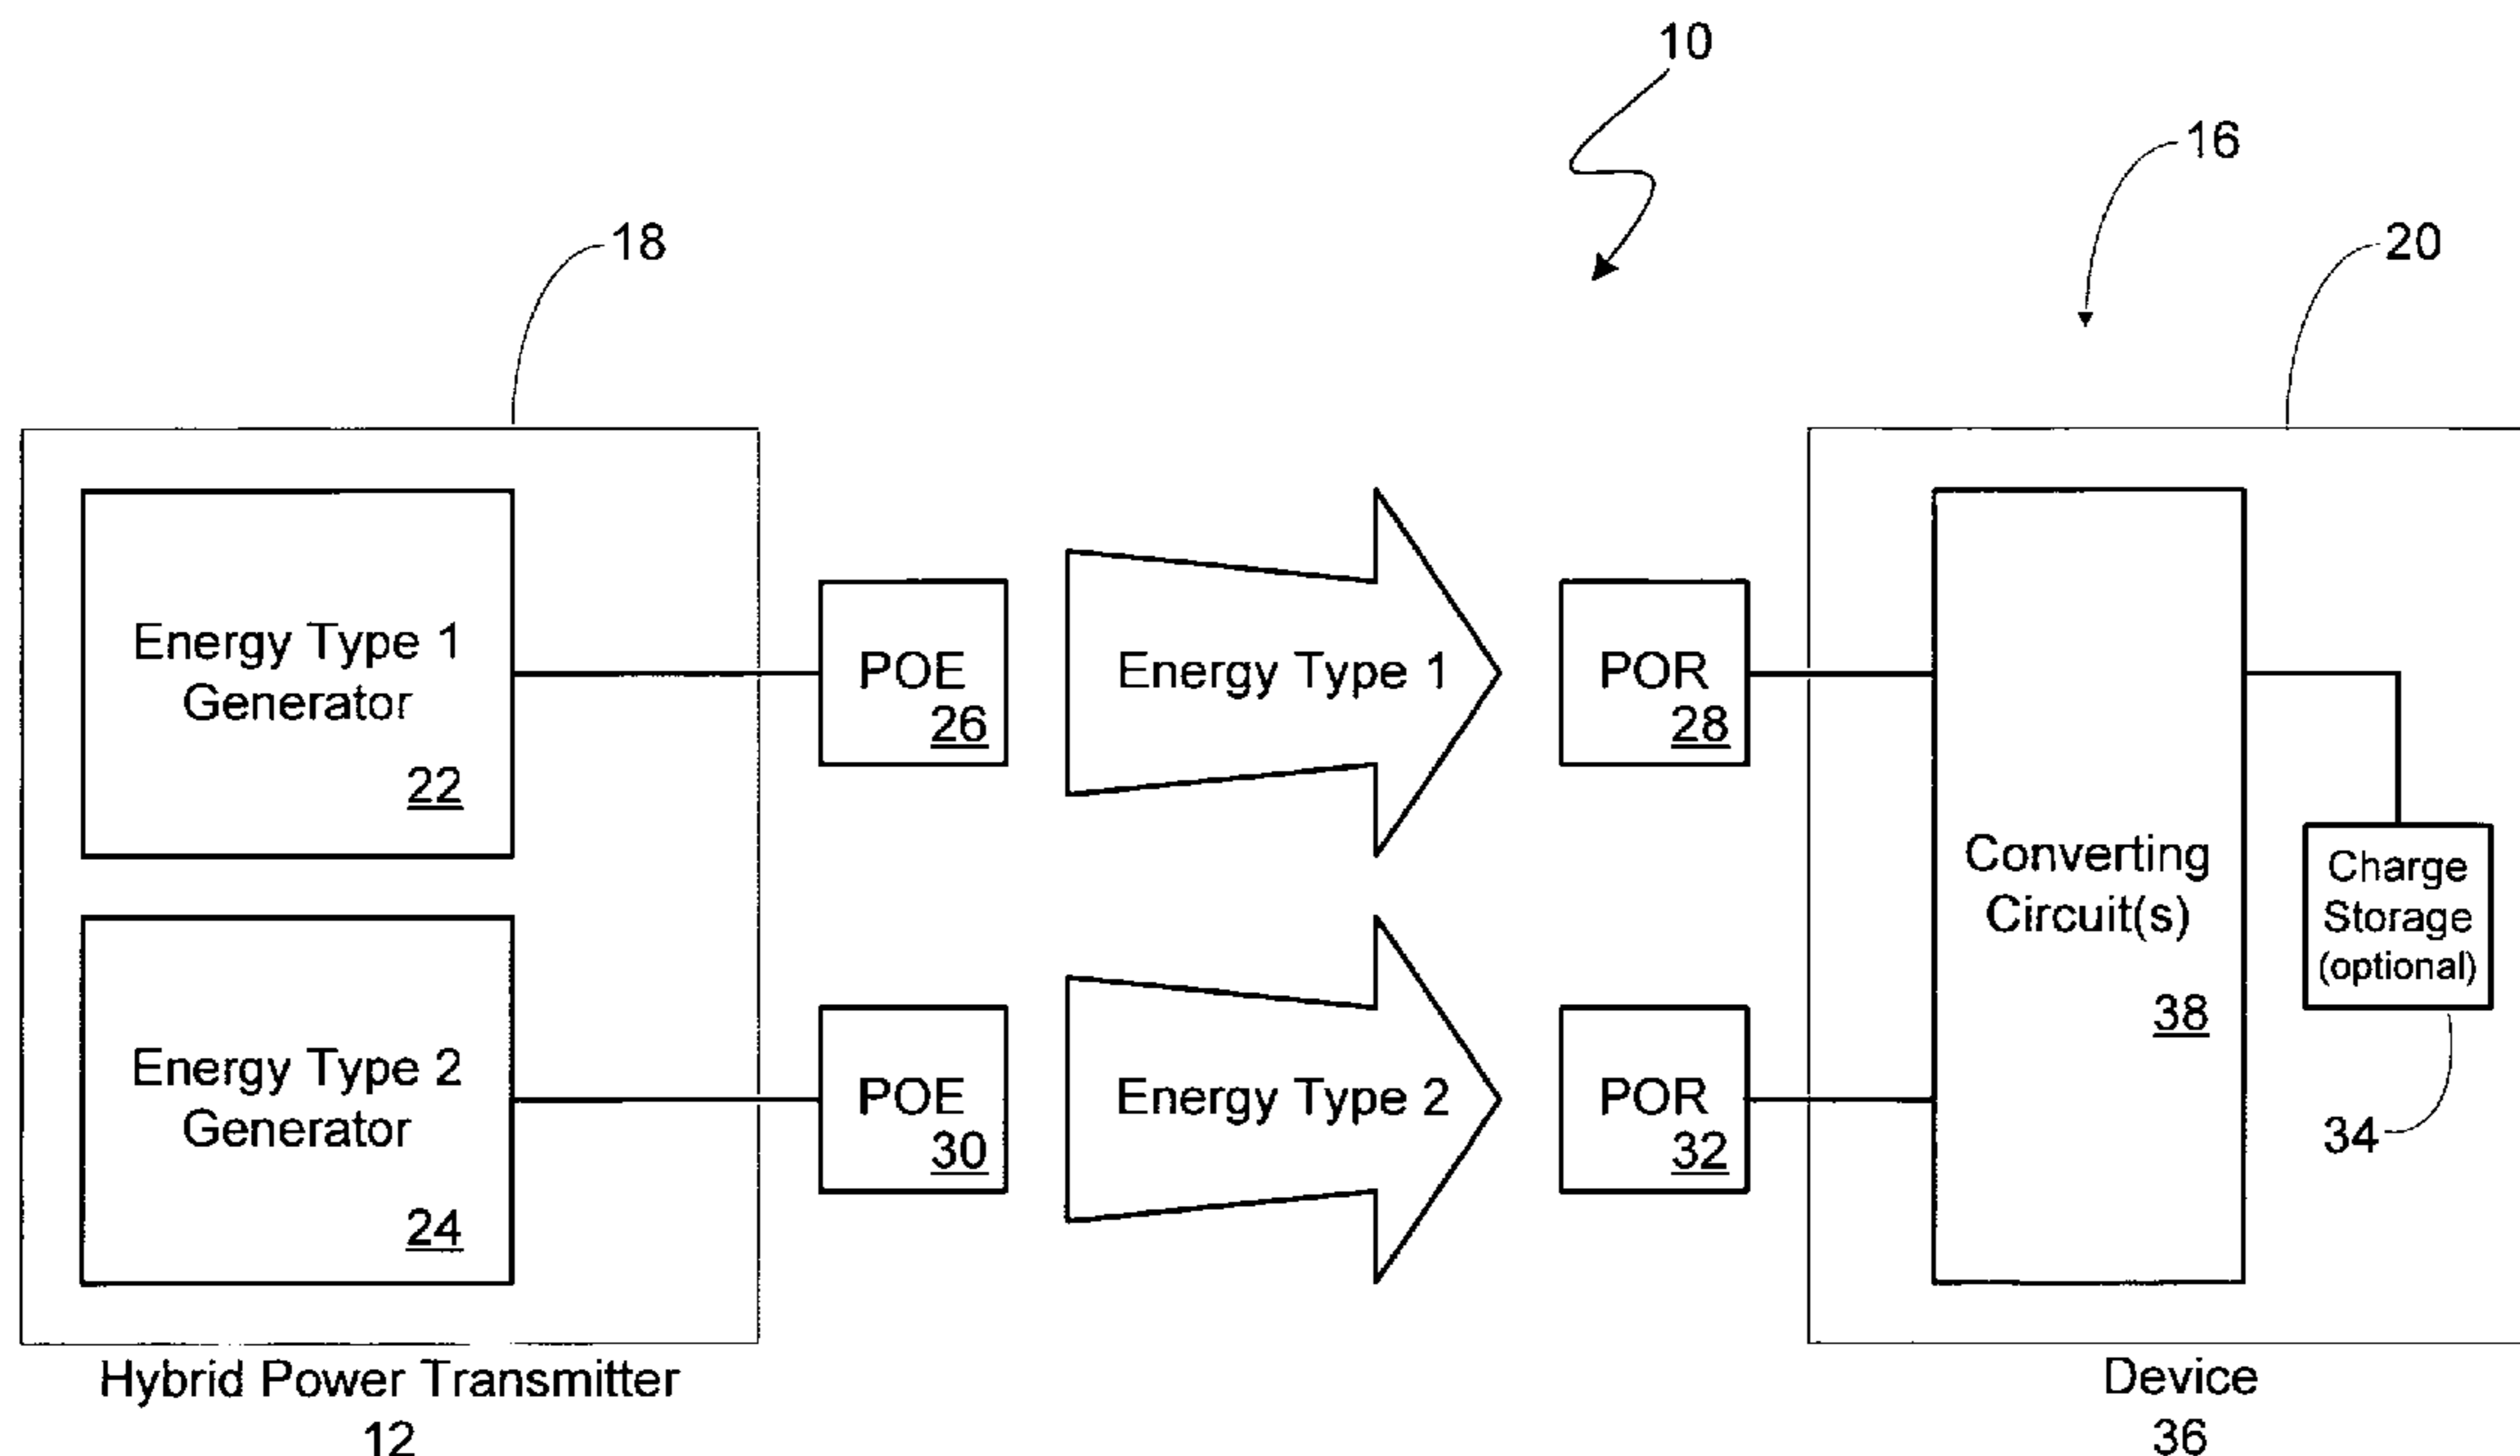 10
16
18
20
Energy Type 1
Generator
22
POE
26
Energy Type 1
POR
28
Converting
Circuit(s)
38
Charge
Storage
(optional)
34
Energy Type 2
Generator
24
POE
30
Energy Type 2
POR
32
Hybrid Power Transmitter
12
Device
36